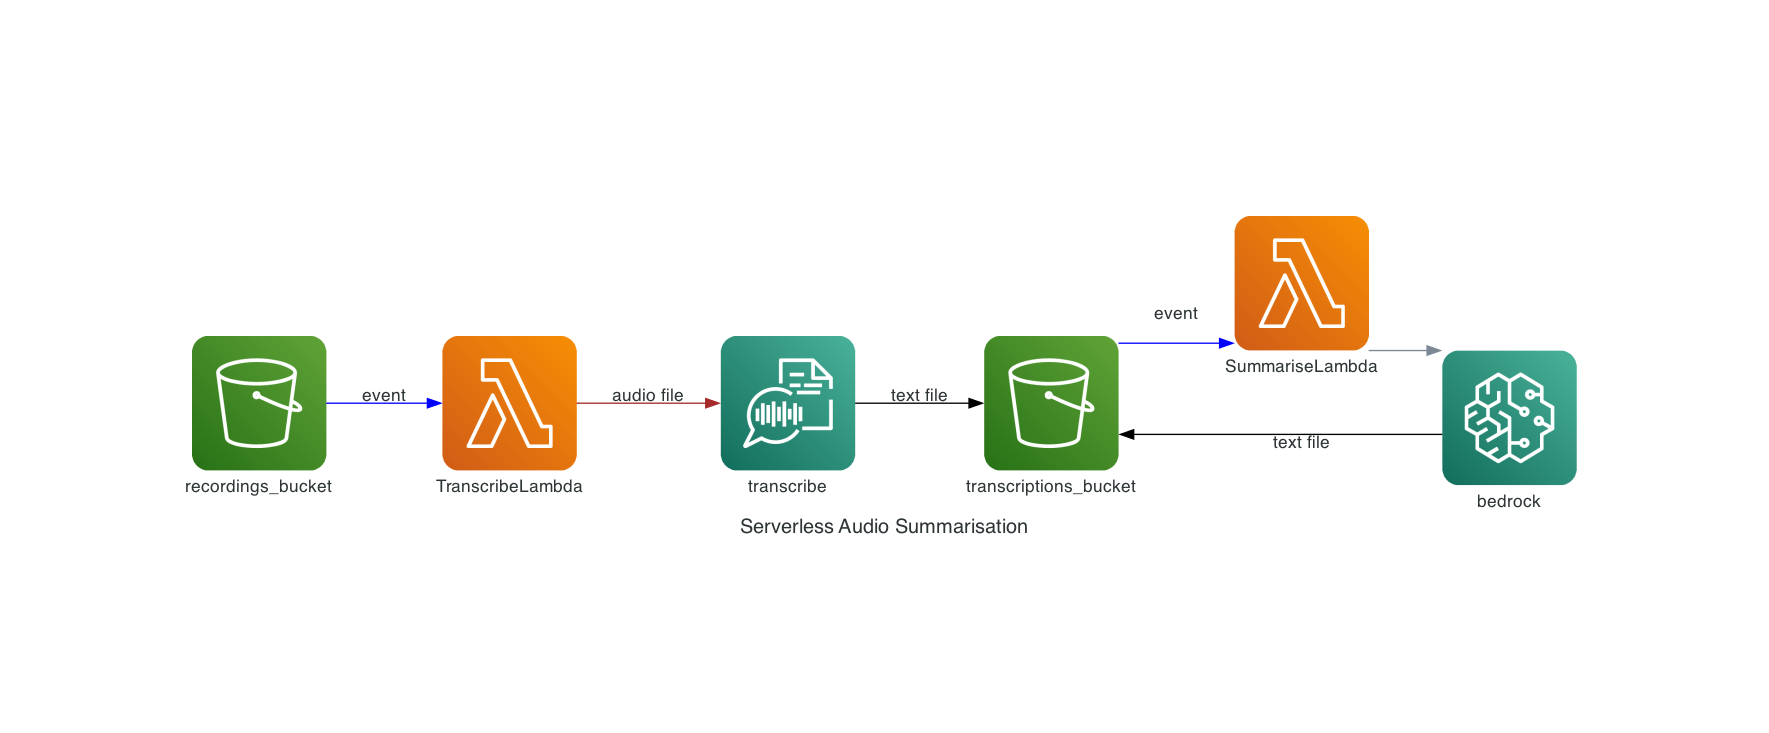 event
SummariseLambda
event
audio file
text file
text file
recordings_bucket
TranscribeLambda
transcribe
transcriptions_bucket
bedrock
Serverless Audio Summarisation